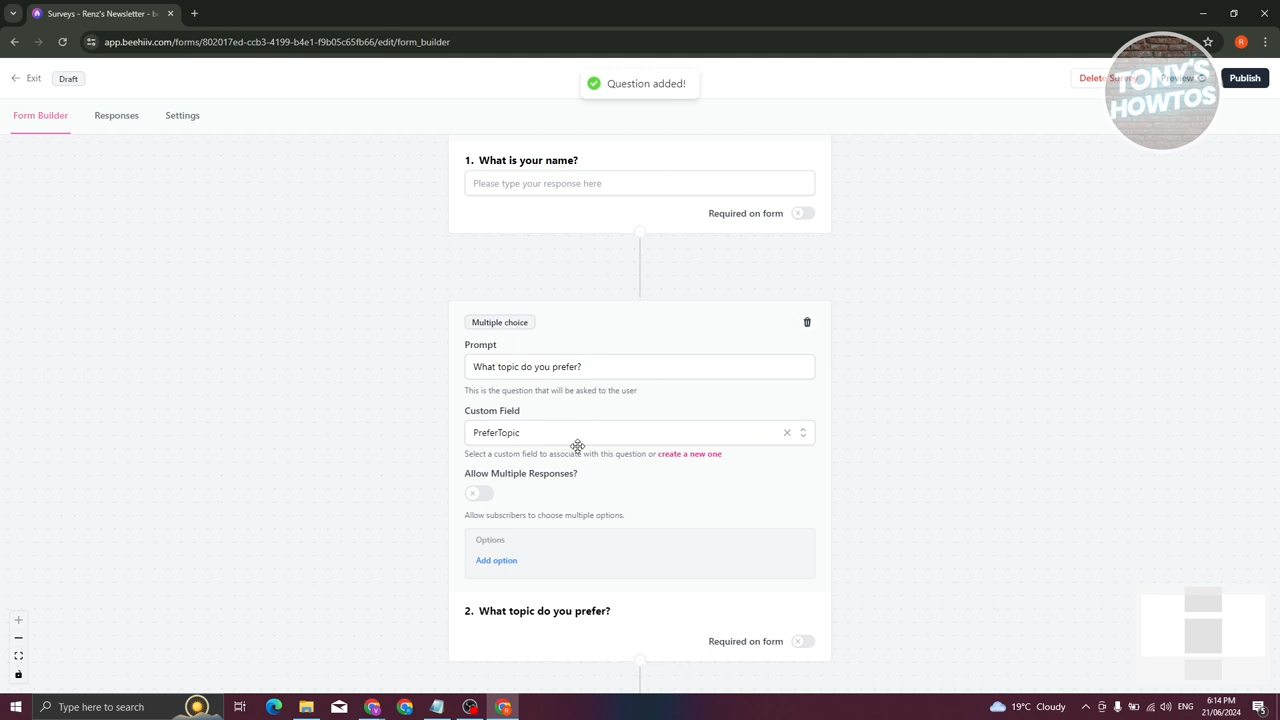 Surveys - Ren's Newsletter - b
app.beehiiv.com/forms/802017ed-ccb3-4199-b4e1-f9b05c65fb66/edit/form_builder
R
Exit
Draft
Question added!
Delete Survey
Preview
Publish
TONY'S
HOWTOS
Form Builder
Responses
Settings
1. What is your name?
Please type your response here
Required on form
Multiple choice
Prompt
What topic do you prefer?
This is the question that will be asked to the user
Custom Field
PreferTopic
Select a custom field to associate with this question or create a new one
Allow Multiple Responses?
Allow subscribers to choose multiple options.
Options
Add option
2. What topic do you prefer?
Required on form
Type here to search
19°C Cloudy
6:14 PM
21/06/2024